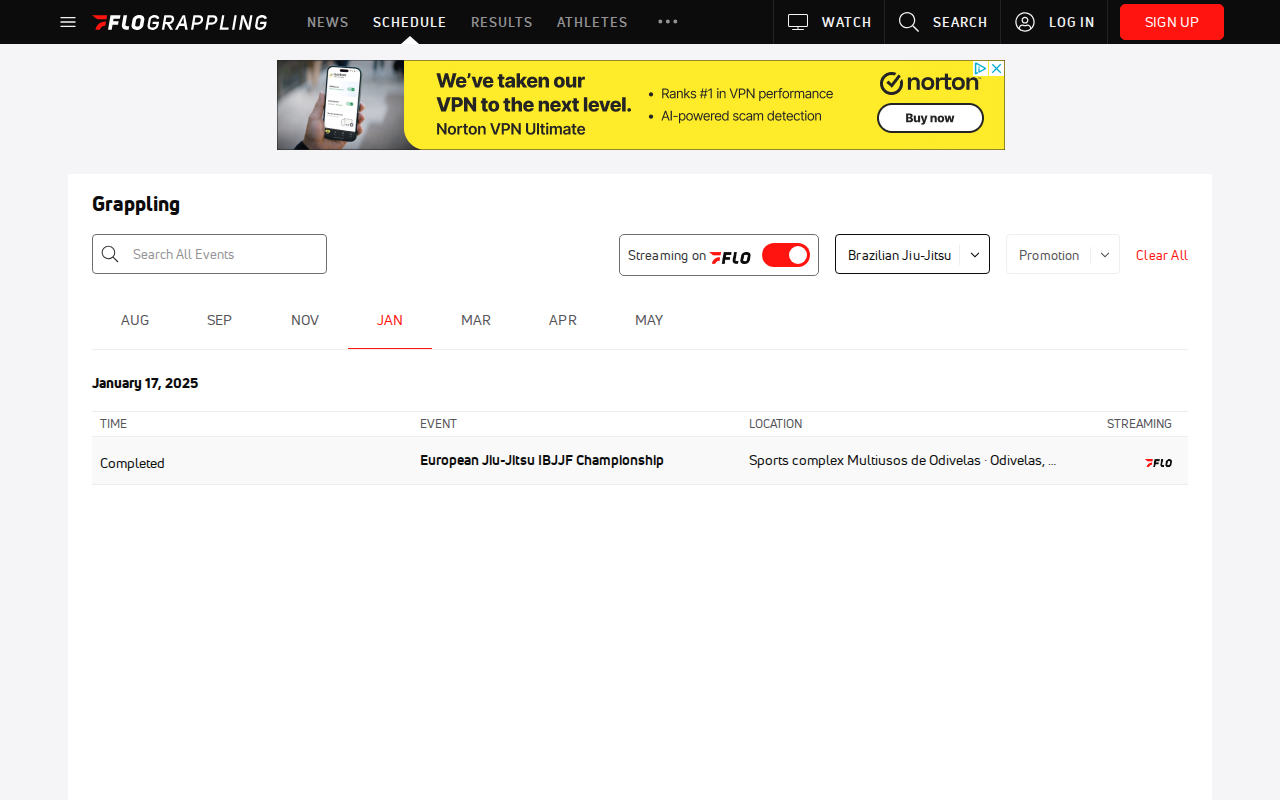 FLOGRAPPLING NEWS SCHEDULE RESULTS ATHLETES WATCH SEARCH LOG IN SIGN UP
We've taken our
VPN to the next level.
Norton VPN Ultimate
• Ranks #1 in VPN performance
• AI-powered scam detection
norton
Buy now
Grappling
Search All Events Streaming on FLO Brazilian Jiu-Jitsu Promotion Clear All
AUG SEP NOV JAN MAR APR MAY
January 17, 2025
TIME EVENT LOCATION STREAMING
Completed European Jiu-Jitsu IBJJF Championship Sports complex Multiusos de Odivelas · Odivelas, ... FLO